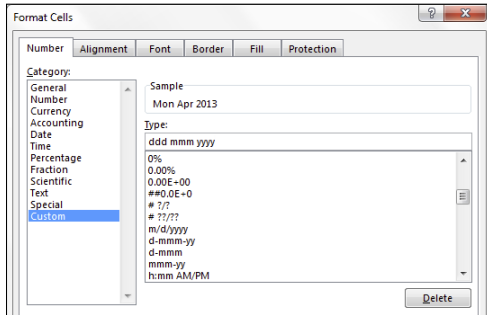 Format Cells
Number Alignment Font Border Fill Protection
Category:
General
Number
Currency
Accounting
Date
Time
Percentage
Fraction
Scientific
Text
Special
Custom
Sample
Mon Apr 2013
Type:
ddd mmm yyyy
0%
0.00%
0.00E+00
##0.0E+0
# ?/?
# ??/??
m/d/yyyy
d-mmm-yy
d-mmm
mmm-yy
h:mm AM/PM
Delete